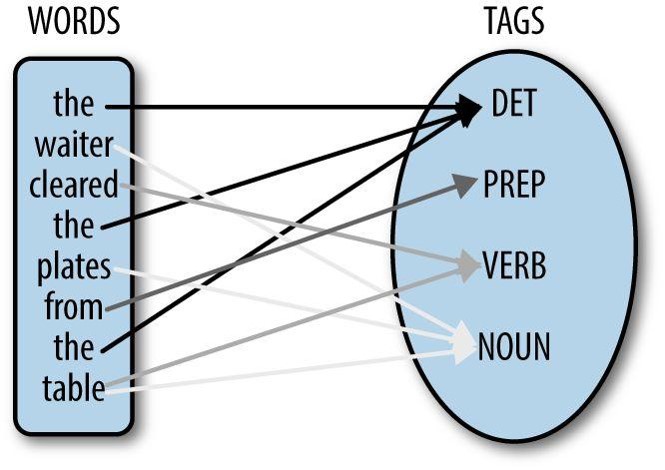 WORDS
the
waiter
cleared
the
plates
from
the
table
TAGS
DET
PREP
VERB
NOUN